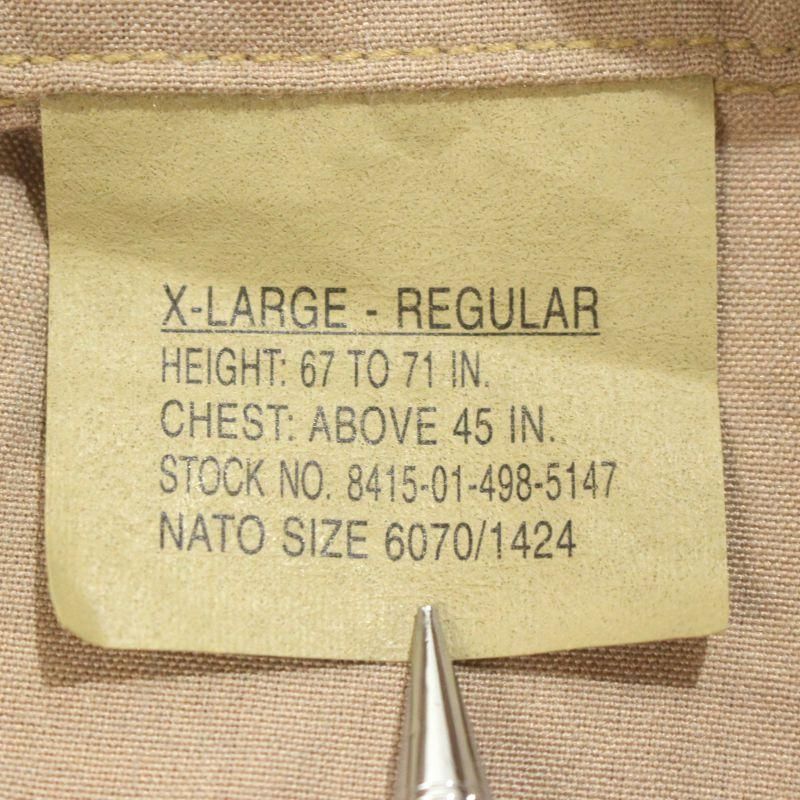 X-LARGE - REGULAR
HEIGHT: 67 TO 71 IN.
CHEST: ABOVE 45 IN.
STOCK NO. 8415-01-498-5147
NATO SIZE 6070/1424